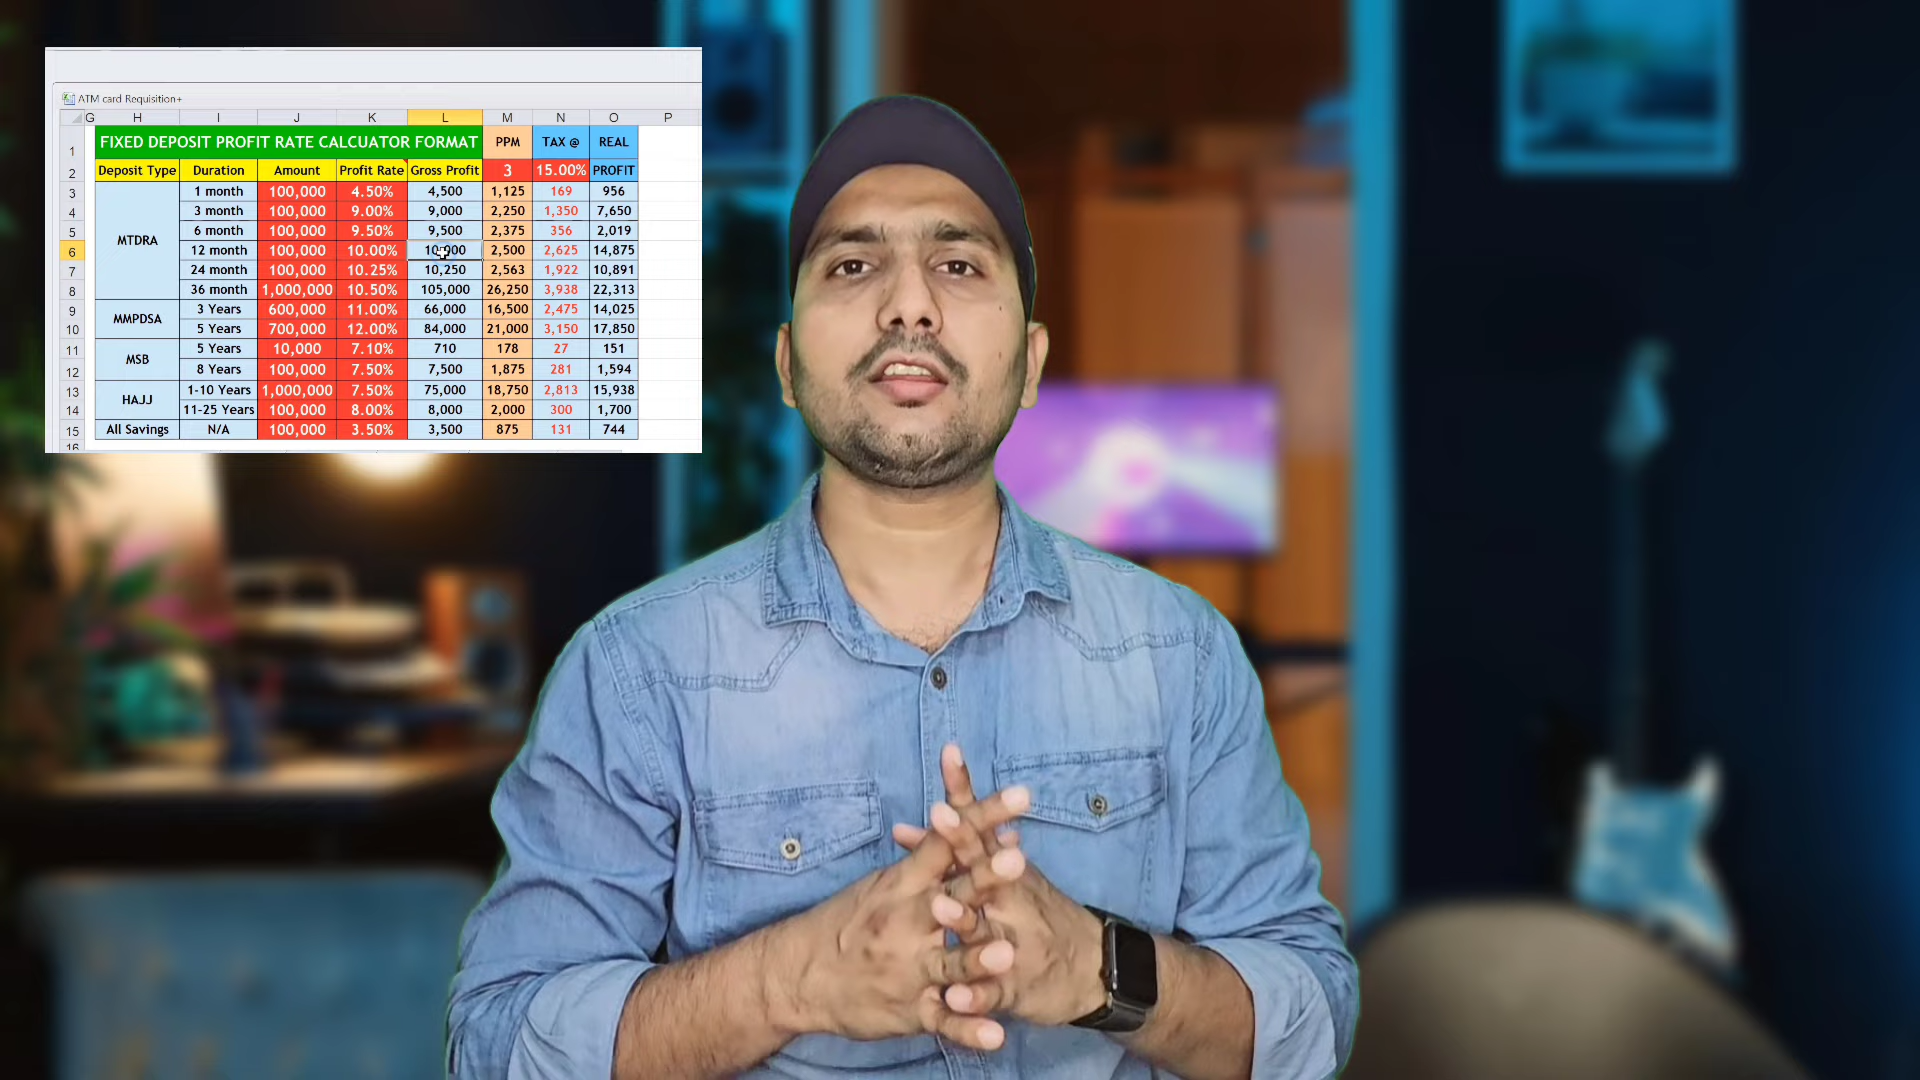 ATM card Requisition+
G H I J K L M N O P
1 FIXED DEPOSIT PROFIT RATE CALCUATOR FORMAT PPM TAX @ REAL
2 Deposit Type Duration Amount Profit Rate Gross Profit 3 15.00% PROFIT
3 1 month 100,000 4.50% 4,500 1,125 169 956
4 3 month 100,000 9.00% 9,000 2,250 1,350 7,650
5 MTDRA 6 month 100,000 9.50% 9,500 2,375 356 2,019
6 12 month 100,000 10.00% 2,500 2,625 14,875
7 24 month 100,000 10.25% 10,250 2,563 1,922 10,891
8 36 month 1,000,000 10.50% 105,000 26,250 3,938 22,313
9 MMPDSA 3 Years 600,000 11.00% 66,000 16,500 2,475 14,025
10 5 Years 700,000 12.00% 84,000 21,000 3,150 17,850
11 MSB 5 Years 10,000 7.10% 710 178 27 151
12 8 Years 100,000 7.50% 7,500 1,875 281 1,594
13 HAJJ 1-10 Years 1,000,000 7.50% 75,000 18,750 2,813 15,938
14 11-25 Years 100,000 8.00% 8,000 2,000 300 1,700
15 All Savings N/A 100,000 3.50% 3,500 875 131 744
16